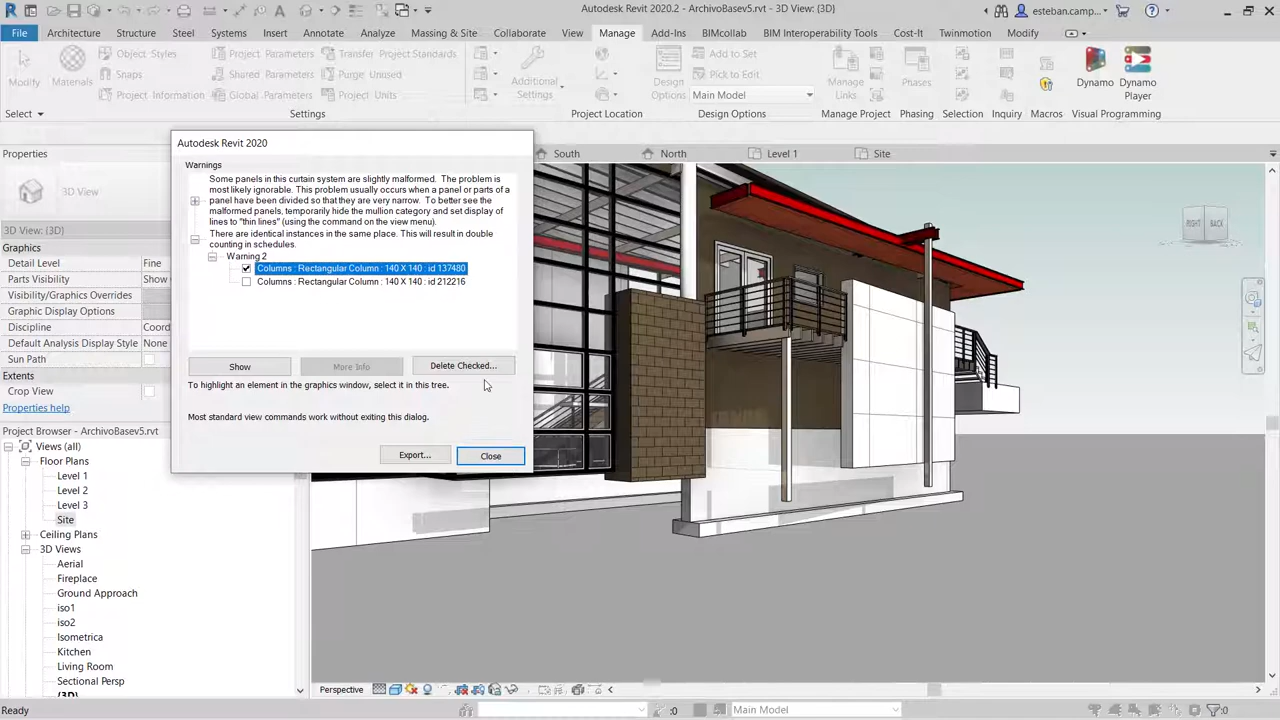 Autodesk Revit 2020.2 - ArchivoBasev5.rvt - 3D View: {3D}
esteban.camp...
File Architecture Structure Steel Systems Insert Annotate Analyze Massing & Site Collaborate View Manage Add-Ins BIMcollab BIM Interoperability Tools Cost-It Twinmotion Modify
Modify
Materials
Object Styles
Snaps
Project Information
Project Parameters
Shared Parameters
Global Parameters
Transfer Project Standards
Purge Unused
Project Units
Additional
Settings
Design
Options
Add to Set
Pick to Edit
Main Model
Manage
Links
Phases
Dynamo
Dynamo
Player
Select
Settings
Project Location
Design Options
Manage Project
Phasing
Selection
Inquiry
Macros
Visual Programming
Properties
3D View
3D View: {3D}
Graphics
Detail Level Fine
Parts Visibility Show
Visibility/Graphics Overrides
Graphic Display Options
Discipline Coord
Default Analysis Display Style None
Sun Path
Extents
Crop View
Properties help
Project Browser - ArchivoBasev5.rvt
Views (all)
Floor Plans
Level 1
Level 2
Level 3
Site
Ceiling Plans
3D Views
Aerial
Fireplace
Ground Approach
iso1
iso2
Isometrica
Kitchen
Living Room
Sectional Persp
{3D}
South
North
Level 1
Site
Autodesk Revit 2020
Warnings
Some panels in this curtain system are slightly malformed. The problem is
most likely ignorable. This problem usually occurs when a panel or parts of a
panel have been divided so that they are very narrow. To better see the
malformed panels, temporarily hide the mullion category and set display of
lines to "thin lines" (using the command on the view menu).
There are identical instances in the same place. This will result in double
counting in schedules.
Warning 2
Columns : Rectangular Column : 140 X 140 : id 137480
Columns : Rectangular Column : 140 X 140 : id 212216
Show
More Info
Delete Checked...
To highlight an element in the graphics window, select it in this tree.
Most standard view commands work without exiting this dialog.
Export...
Close
RIGHT BACK
Perspective
Ready
:0
Main Model
:0